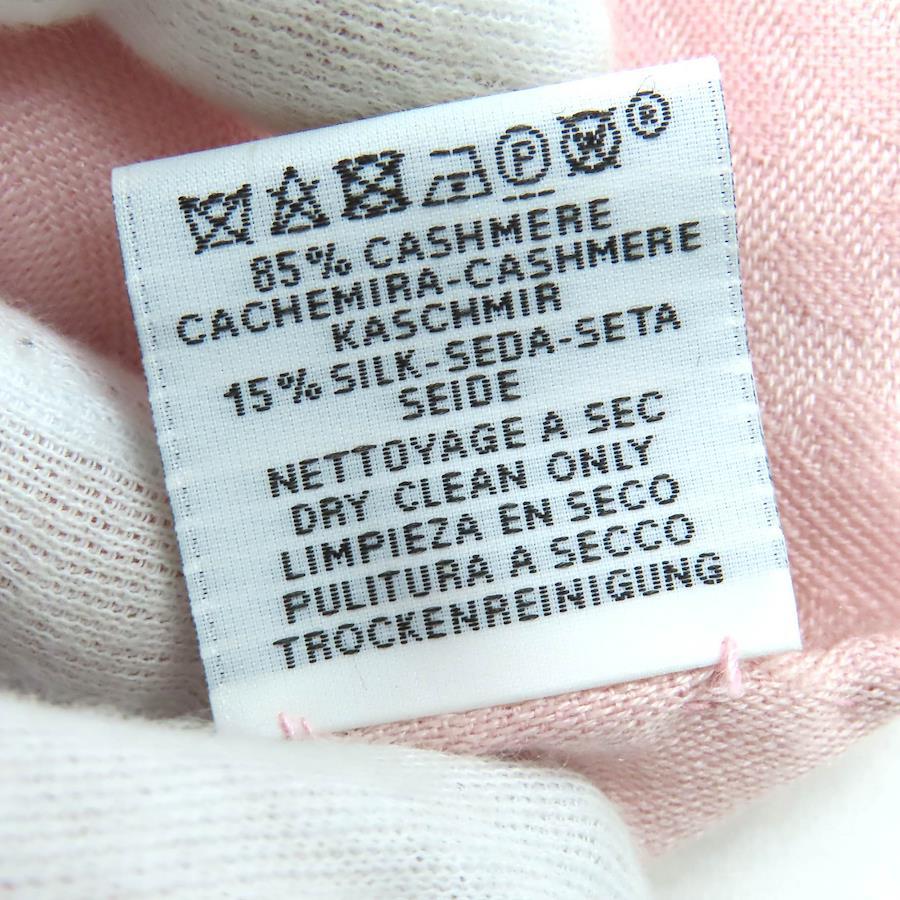 P W ®
85% CASHMERE
CACHEMIRA-CASHMERE
KASCHMIR
15% SILK-SEDA-SETA
SEIDE
NETTOYAGE A SEC
DRY CLEAN ONLY
LIMPIEZA EN SECO
PULITURA A SECCO
TROCKENREINIGUNG